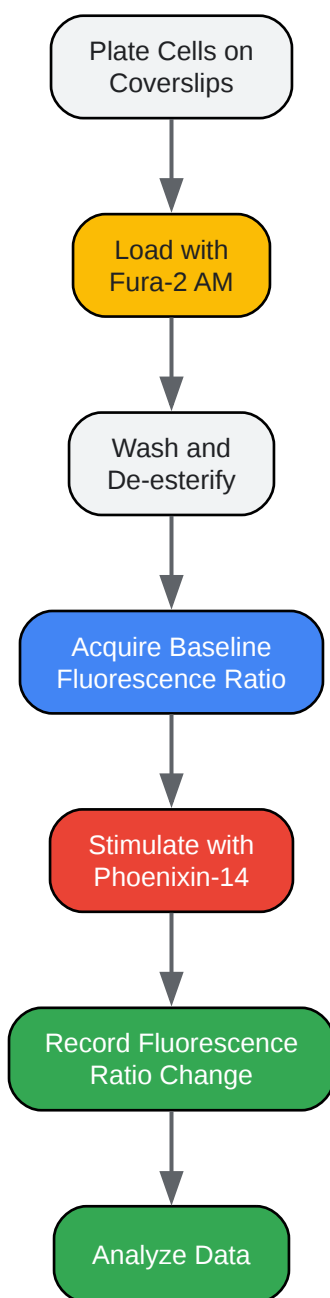 Plate Cells on
Coverslips
Load with
Fura-2 AM
Wash and
De-esterify
Acquire Baseline
Fluorescence Ratio
Stimulate with
Phoenixin-14
Record Fluorescence
Ratio Change
Analyze Data